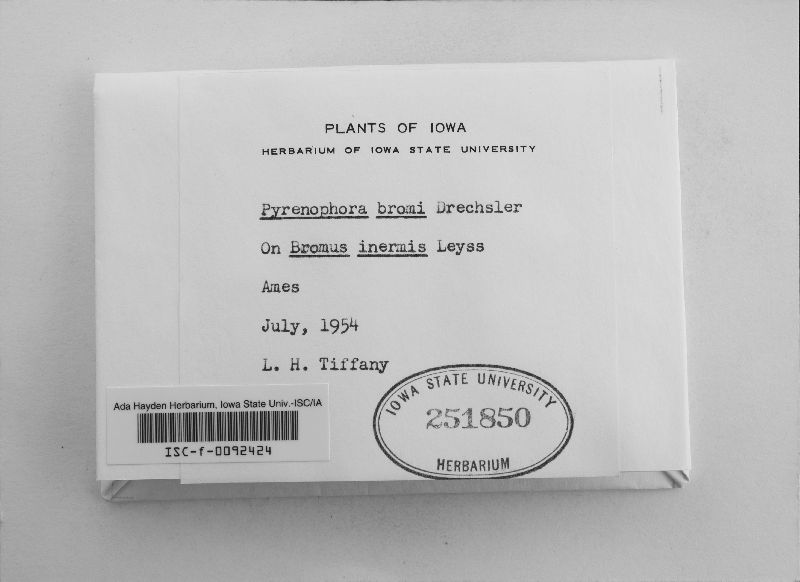 PLANTS OF IOWA
HERBARIUM OF IOWA STATE UNIVERSITY
Pyrenophora bromi Drechsler
On Bromus inermis Leyss
Ames
July, 1954
L. H. Tiffany
Ada Hayden Herbarium, Iowa State Univ.-ISC/IA
ISC-f-0092424
IOWA STATE UNIVERSITY
251850
HERBARIUM